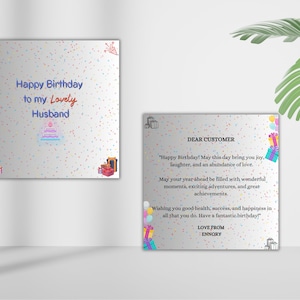 Happy Birthday
to my Lovely
Husband
DEAR CUSTOMER
"Happy Birthday! May this day bring you joy,
laughter, and an abundance of love.
May your year ahead be filled with wonderful
moments, exciting adventures, and great
achievements.
Wishing you good health, success, and happiness in
all that you do. Have a fantastic birthday!"
LOVE FROM
ENNORY